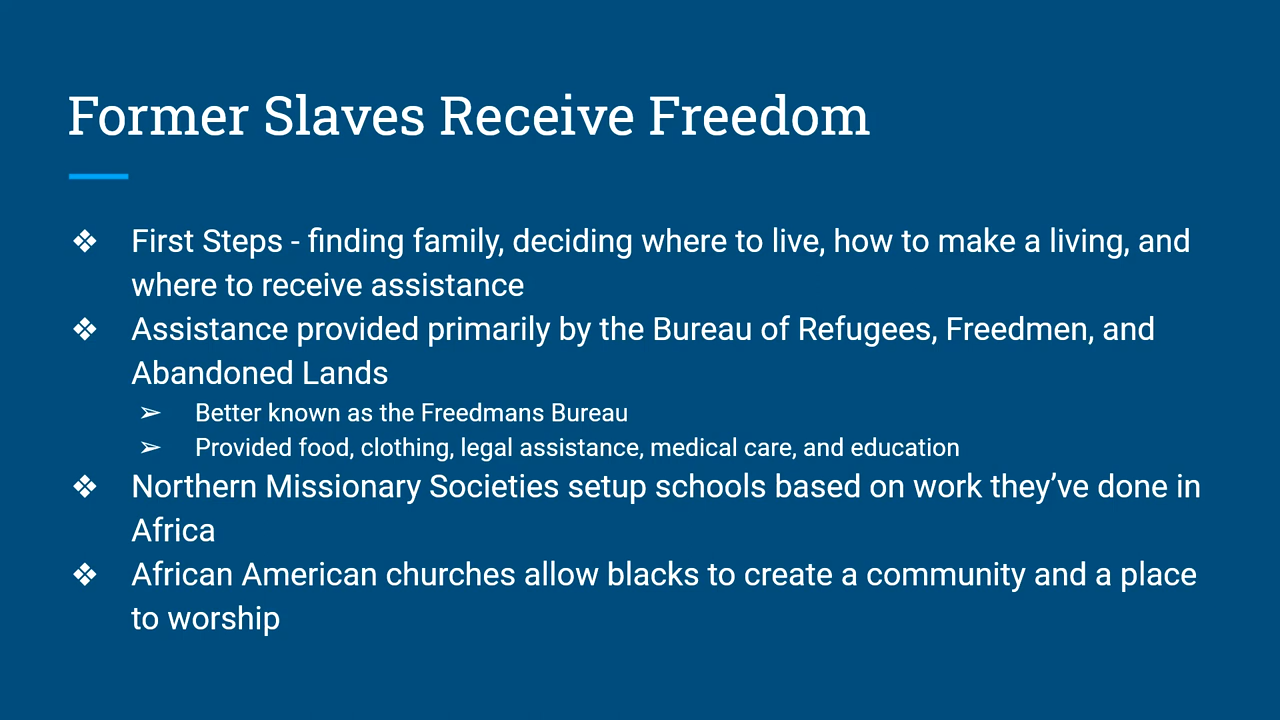 Former Slaves Receive Freedom
❖ First Steps - finding family, deciding where to live, how to make a living, and
where to receive assistance
❖ Assistance provided primarily by the Bureau of Refugees, Freedmen, and
Abandoned Lands
➢ Better known as the Freedmans Bureau
➢ Provided food, clothing, legal assistance, medical care, and education
❖ Northern Missionary Societies setup schools based on work they’ve done in
Africa
❖ African American churches allow blacks to create a community and a place
to worship